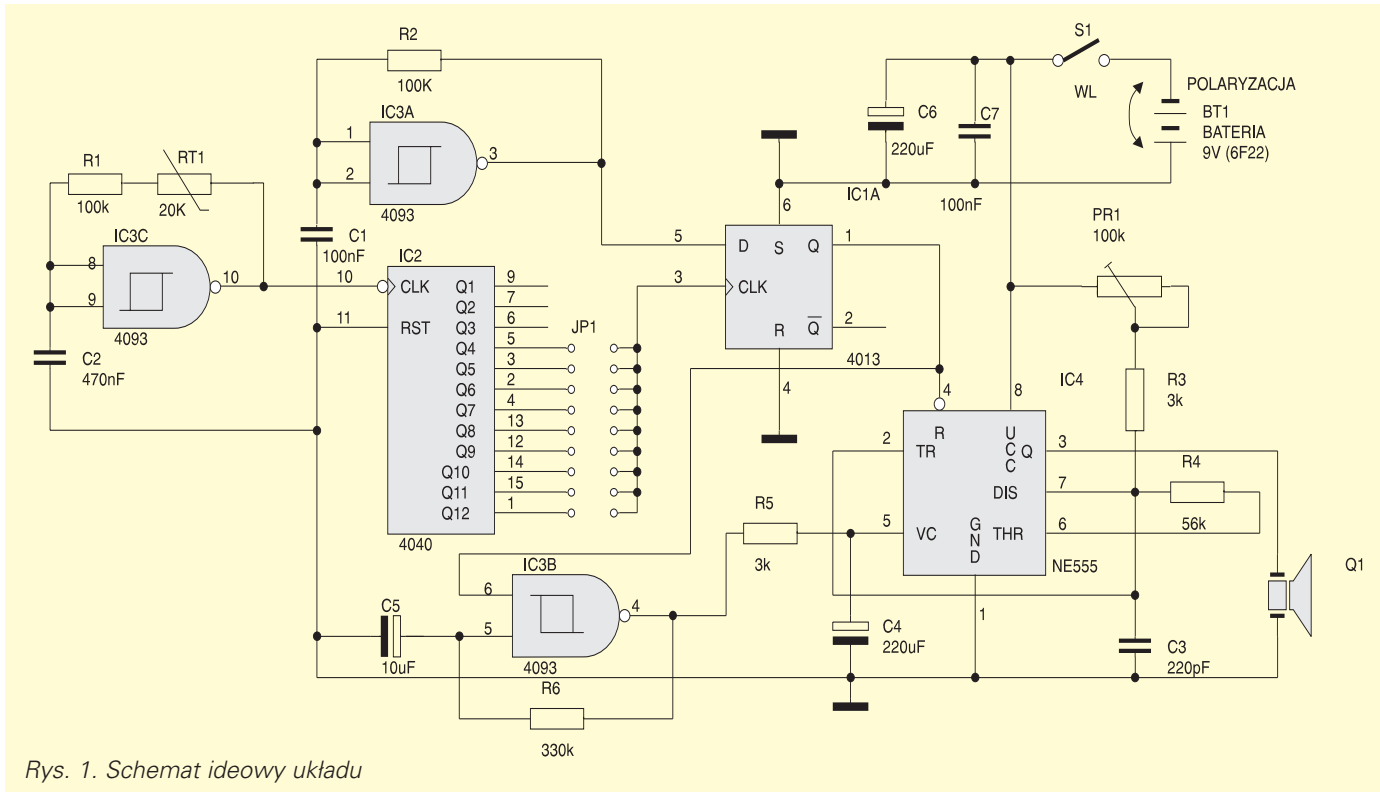 R2
100K
IC3A
1
2
3
4093
R1
100k
RT1
20K
IC3C
8
9
10
4093
C2
470nF
C1
100nF
IC2
10
CLK
11
RST
Q1
9
Q2
7
Q3
6
Q4
5
Q5
3
Q6
2
Q7
4
Q8
13
Q9
12
Q10
14
Q11
15
Q12
1
4040
JP1
S1
WL
POLARYZACJA
BT1
BATERIA
9V (6F22)
C6
220uF
C7
100nF
IC1A
6
5
D
S
Q
1
3
CLK
R
Q
2
4
4013
PR1
100k
R3
3k
IC4
4
8
R
UCC
2
TR
Q
3
DIS
7
R4
56k
5
VC
GND
THR
6
NE555
1
Q1
R5
3k
C4
220uF
C3
220pF
IC3B
6
5
4
4093
C5
10uF
R6
330k
Rys. 1. Schemat ideowy układu